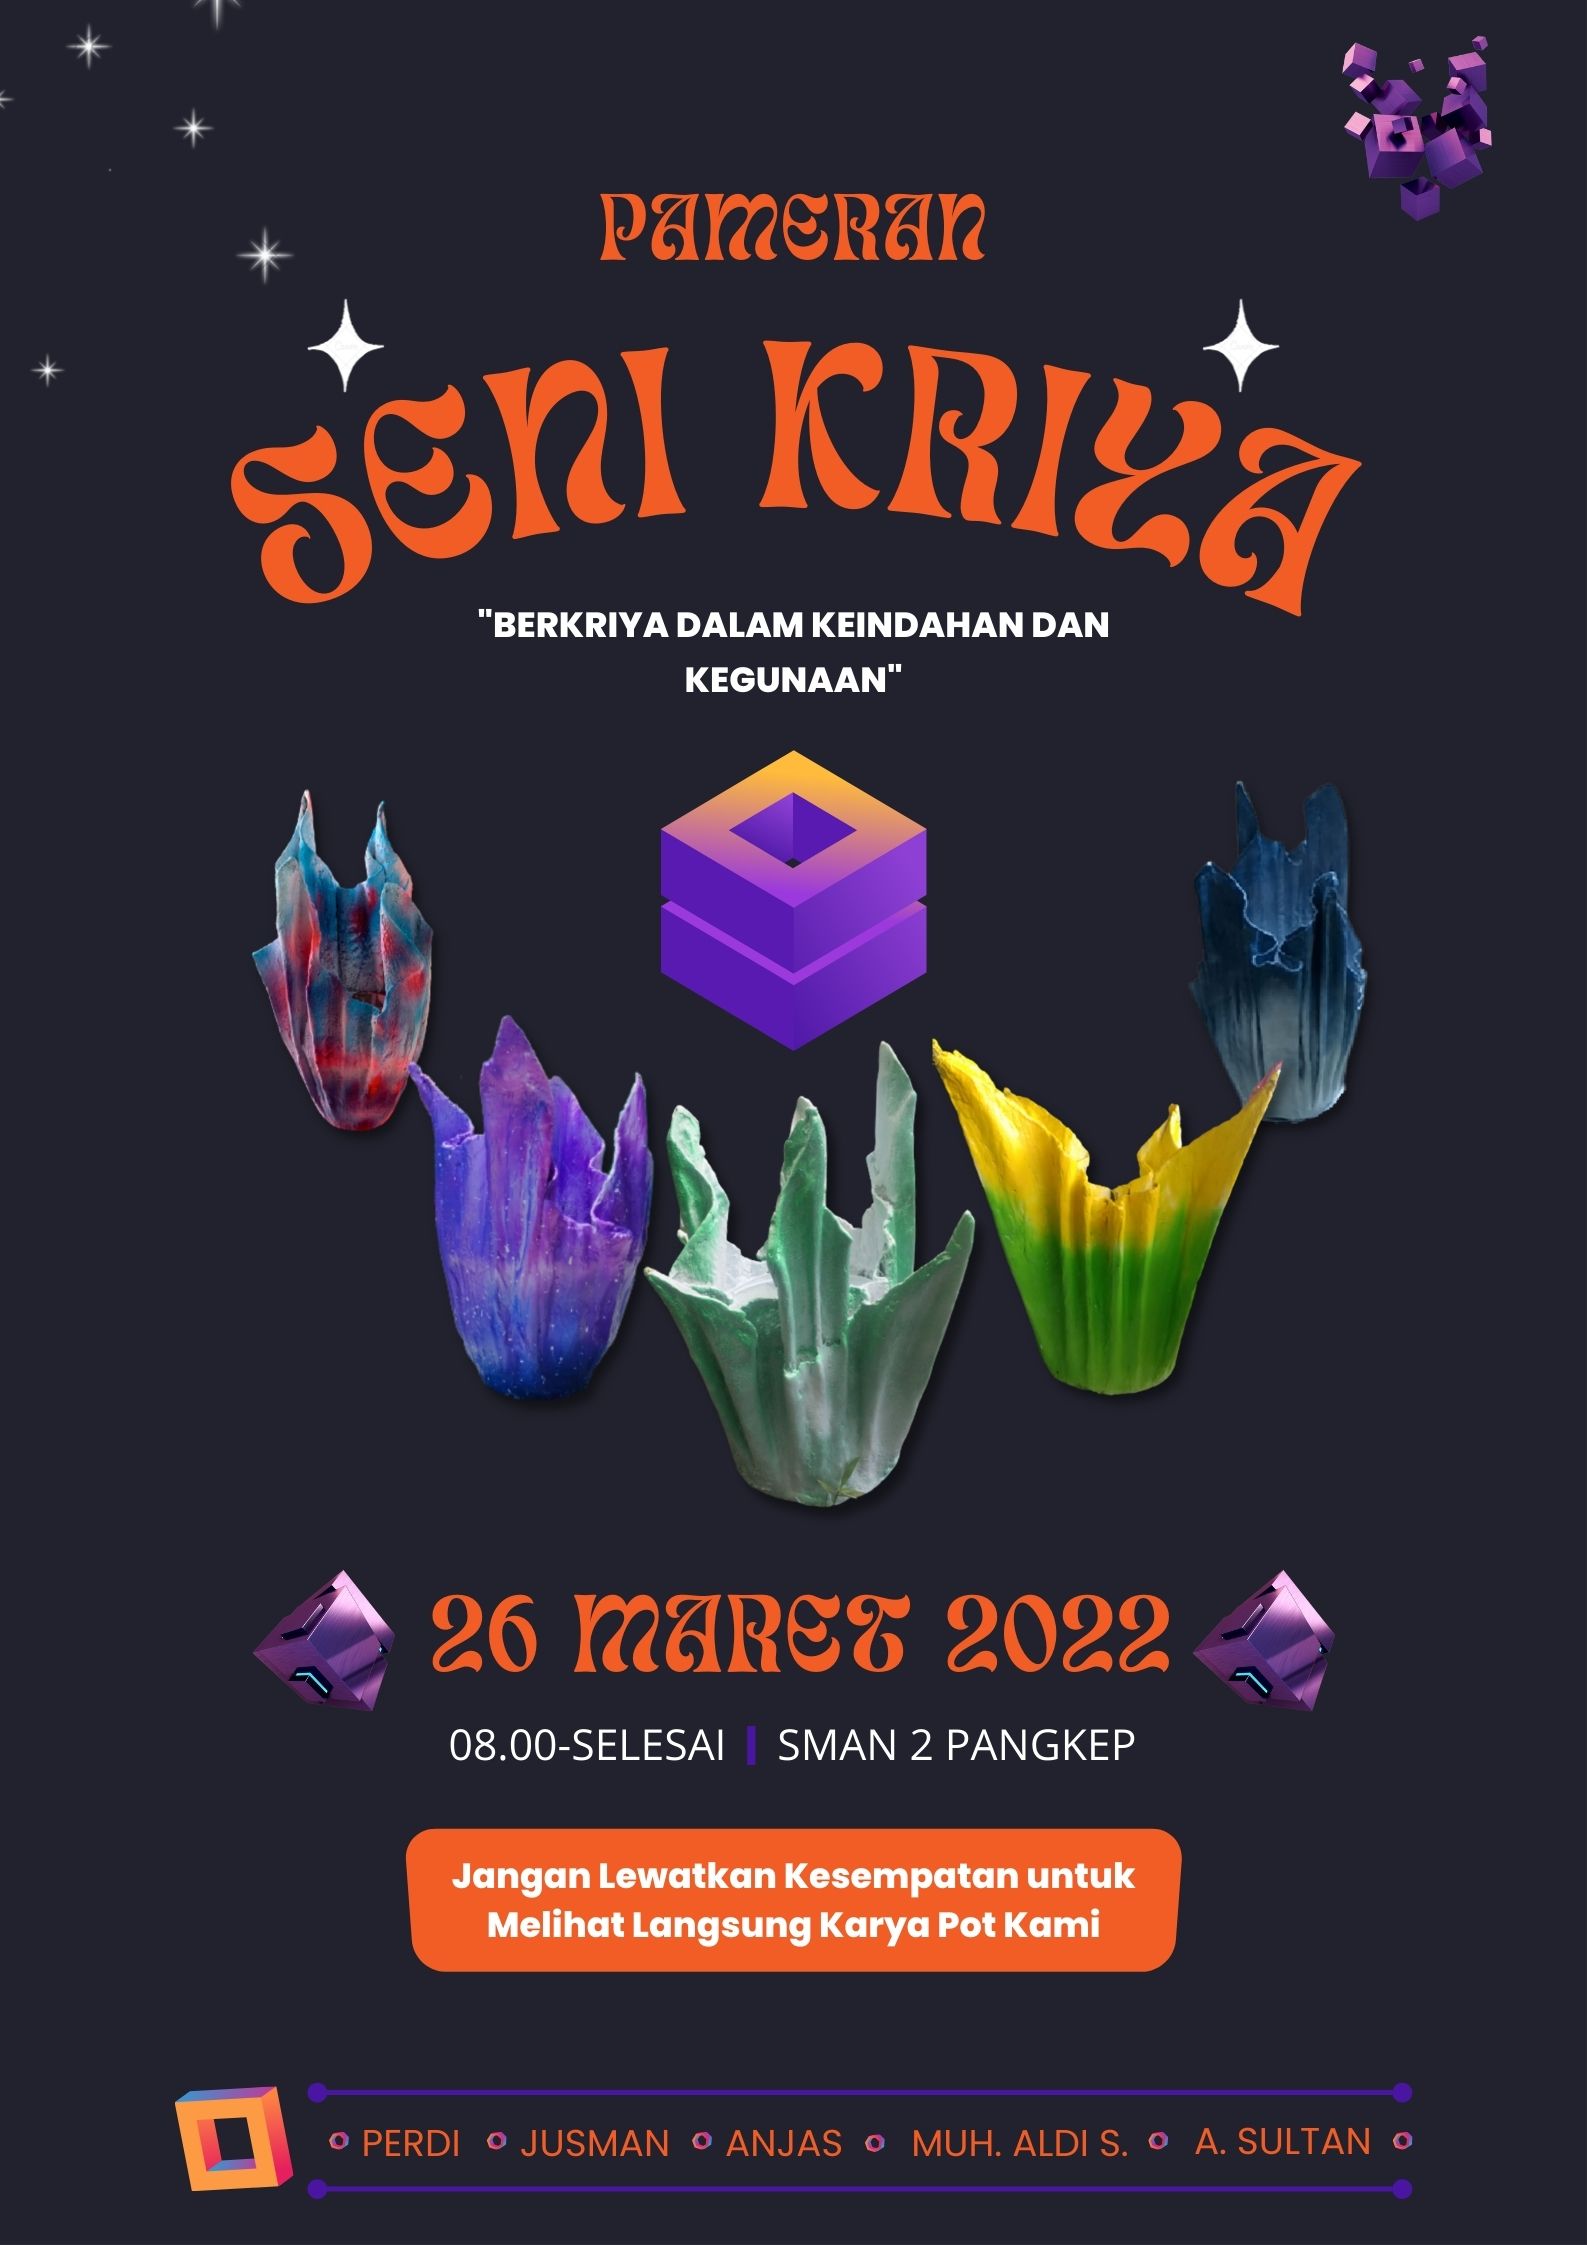 PAMERAN
SENI KRIYA
"BERKRIYA DALAM KEINDAHAN DAN
KEGUNAAN"
26 MARET 2022
08.00-SELESAI | SMAN 2 PANGKEP
Jangan Lewatkan Kesempatan untuk
Melihat Langsung Karya Pot Kami
PERDI JUSMAN ANJAS MUH. ALDI S. A. SULTAN